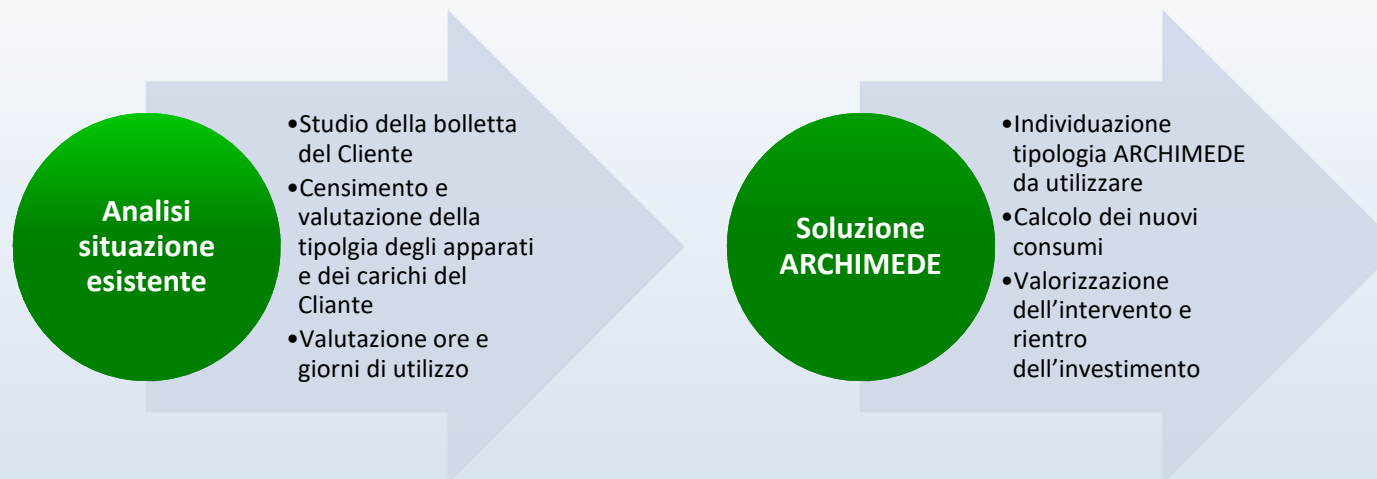 Analisi
situazione
esistente
•Studio della bolletta
del Cliente
•Censimento e
valutazione della
tipolgia degli apparati
e dei carichi del
Cliante
•Valutazione ore e
giorni di utilizzo
Soluzione
ARCHIMEDE
•Individuazione
tipologia ARCHIMEDE
da utilizzare
•Calcolo dei nuovi
consumi
•Valorizzazione
dell’intervento e
rientro
dell’investimento